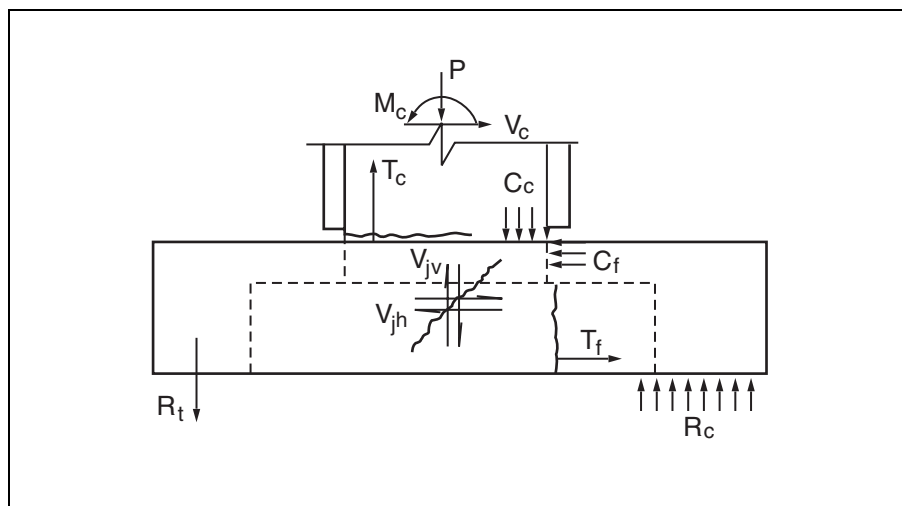 P
M_c
V_c
T_c
C_c
V_jv
C_f
V_jh
T_f
R_t
R_c